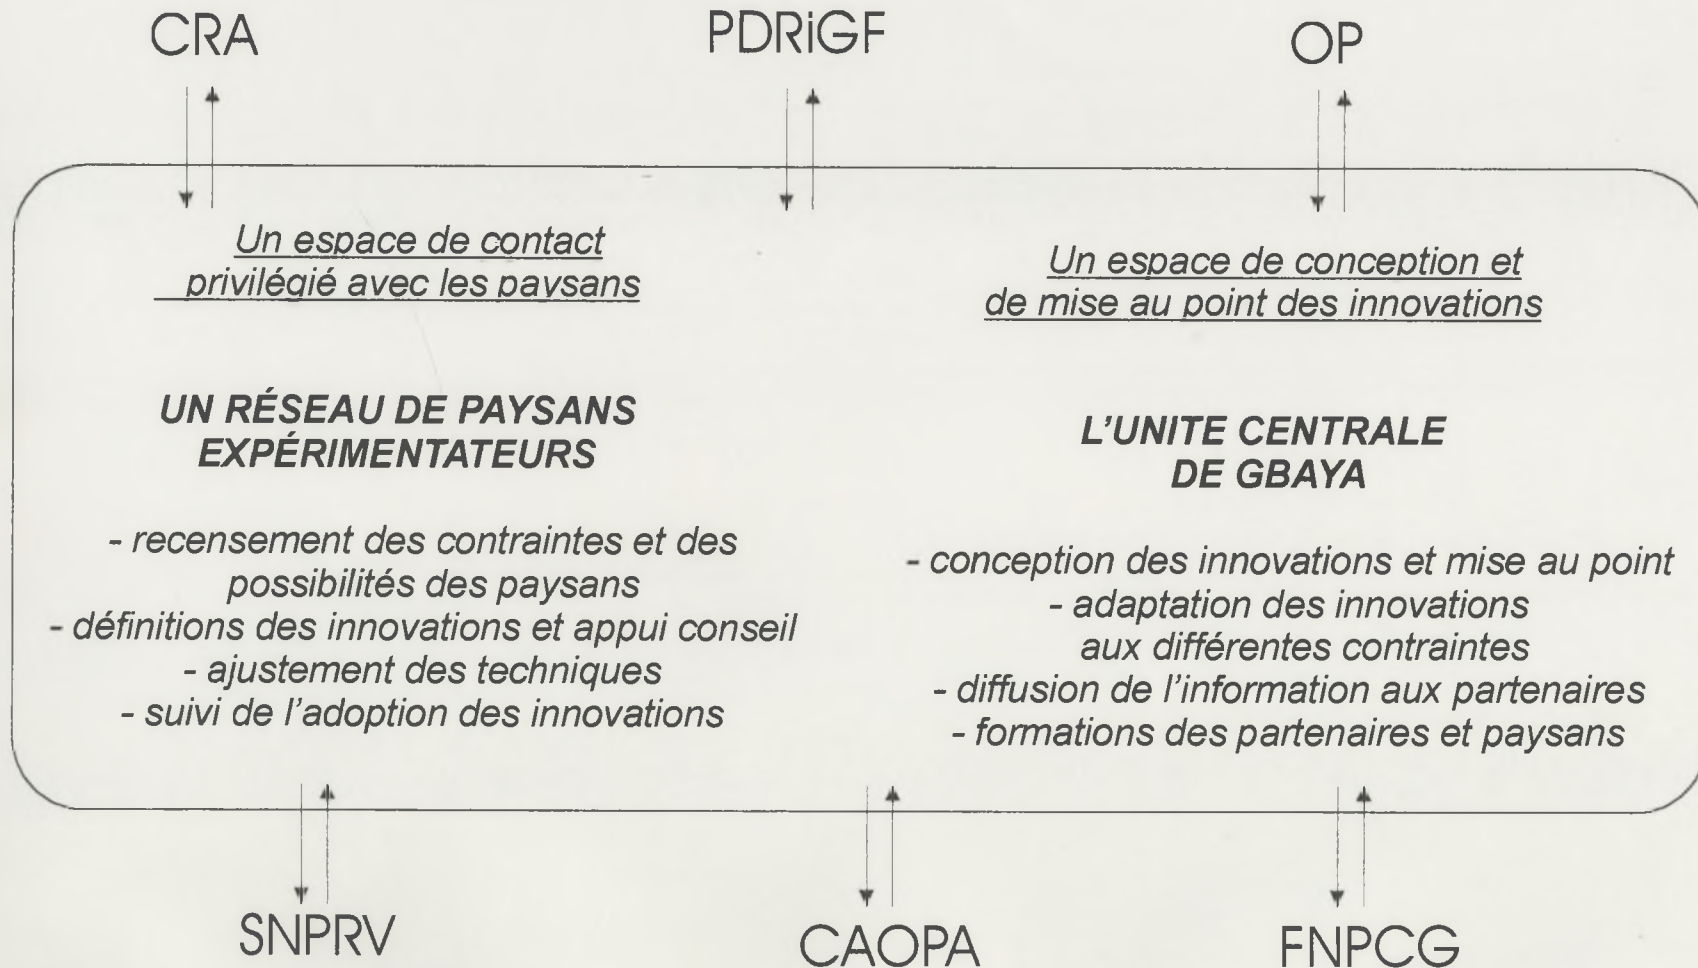 CRA
PDRiGF
OP
Un espace de contact
privilégié avec les paysans
UN RÉSEAU DE PAYSANS
EXPÉRIMENTATEURS
- recensement des contraintes et des
possibilités des paysans
- définitions des innovations et appui conseil
- ajustement des techniques
- suivi de l'adoption des innovations
Un espace de conception et
de mise au point des innovations
L'UNITE CENTRALE
DE GBAYA
- conception des innovations et mise au point
- adaptation des innovations
aux différentes contraintes
- diffusion de l'information aux partenaires
- formations des partenaires et paysans
SNPRV
CAOPA
FNPCG